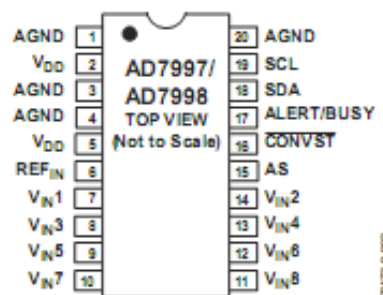 AGND 1 20 AGND
VDD 2 19 SCL
AD7997/
AGND 3 18 SDA
AD7998
AGND 4 17 ALERT/BUSY
TOP VIEW
VDD 5 16 CONVST
(Not to Scale)
REFIN 6 15 AS
VIN1 7 14 VIN2
VIN3 8 13 VIN4
VIN5 9 12 VIN6
VIN7 10 11 VIN8